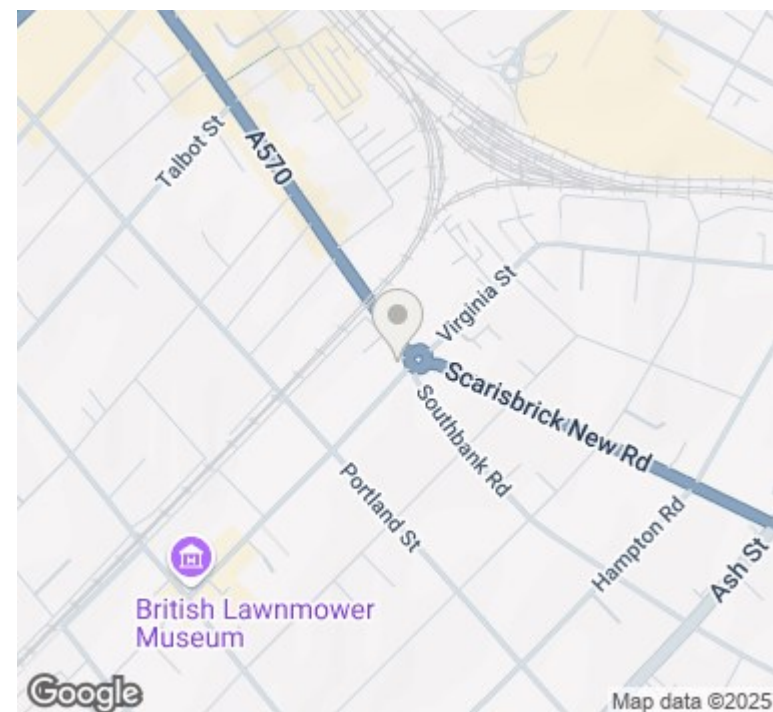 Talbot St
A570
Virginia St
Scarisbrick New Rd
Southbank Rd
Portland St
Hampton Rd
Ash St
British Lawnmower
Museum
Google
Map data ©2025